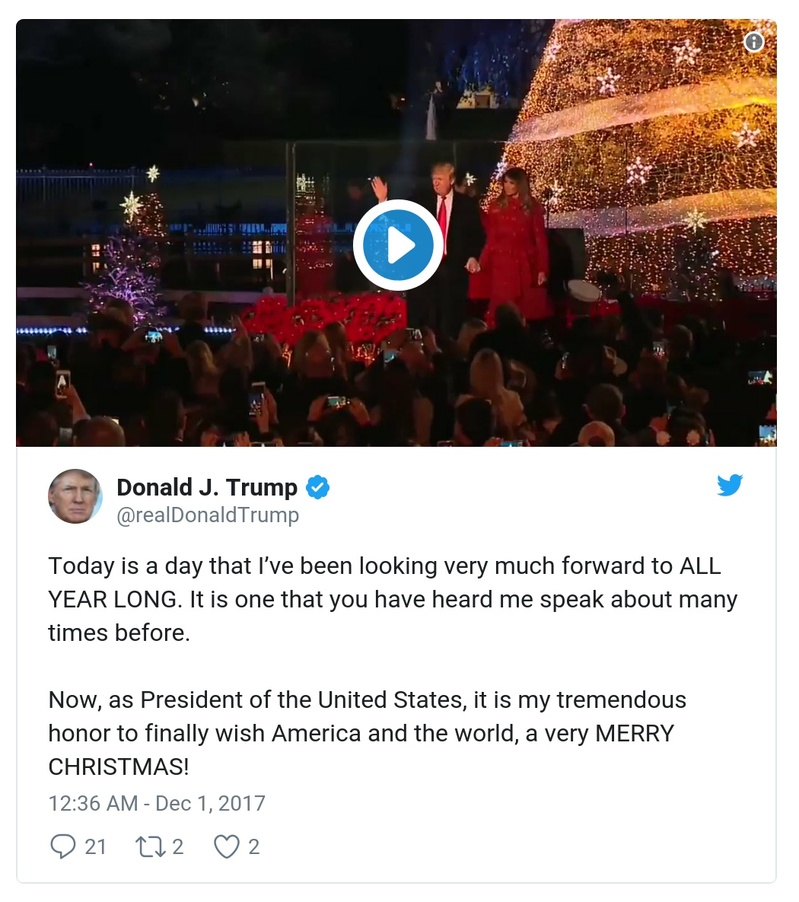 Donald J. Trump
@realDonaldTrump
Today is a day that I’ve been looking very much forward to ALL
YEAR LONG. It is one that you have heard me speak about many
times before.
Now, as President of the United States, it is my tremendous
honor to finally wish America and the world, a very MERRY
CHRISTMAS!
12:36 AM - Dec 1, 2017
21 2 2